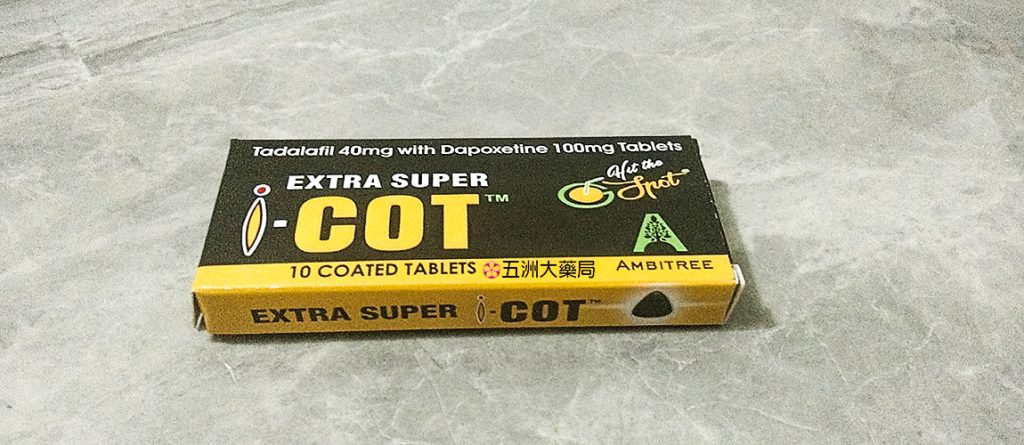 Tadalafil 40mg with Dapoxetine 100mg Tablets
EXTRA SUPER
i-COT™
Hit the
Spot
10 COATED TABLETS 五洲大藥局
AMBITREE
EXTRA SUPER i-COT™